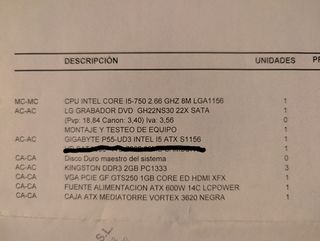 DESCRIPCIÓN UNIDADES
MC-MC CPU INTEL CORE I5-750 2.66 GHZ 8M LGA1156 1
AC-AC LG GRABADOR DVD GH22NS30 22X SATA 1
(Pvp: 18,84 Canon: 3,40) Iva: 3,56 0
MONTAJE Y TESTEO DE EQUIPO 1
AC-AC GIGABYTE P55-UD3 INTEL I5 ATX S1156 1
1
CA-CA Disco Duro maestro del sistema 0
AC-AC KINGSTON DDR3 2GB PC1333 3
CA-CA VGA PCIE GF GTS250 1GB CORE ED HDMI XFX 1
CA-CA FUENTE ALIMENTACION ATX 600W 14C LCPOWER 1
CA-CA CAJA ATX MEDIATORRE VORTEX 3620 NEGRA 1